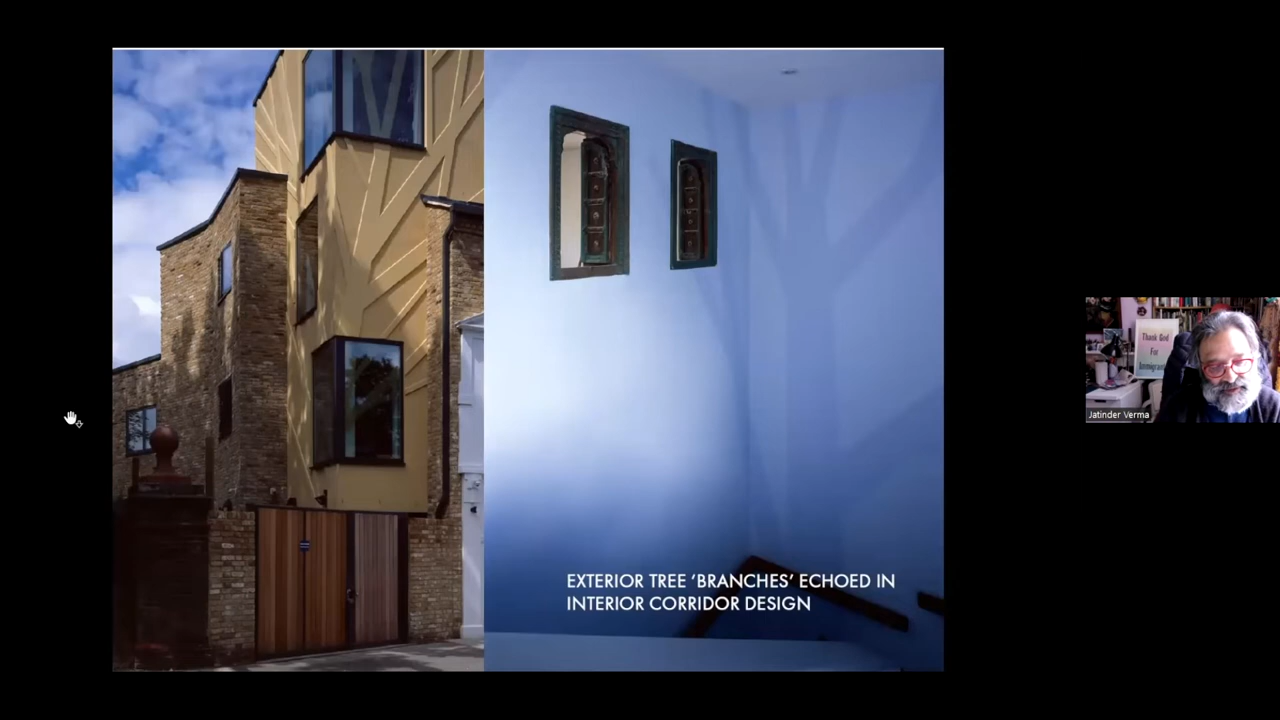 EXTERIOR TREE ‘BRANCHES’ ECHOED IN
INTERIOR CORRIDOR DESIGN
Thank God
For
Jatinder Verma